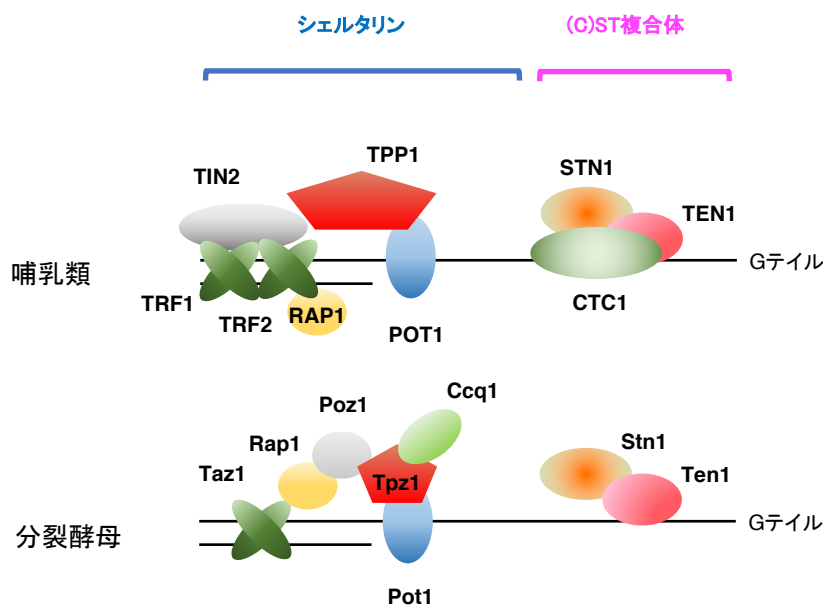 シェルタリン
(C)ST複合体
TPP1
STN1
TIN2
TEN1
哺乳類
Gテイル
TRF1
TRF2
RAP1
POT1
CTC1
Ccq1
Poz1
Rap1
Stn1
Taz1
Tpz1
Ten1
分裂酵母
Gテイル
Pot1